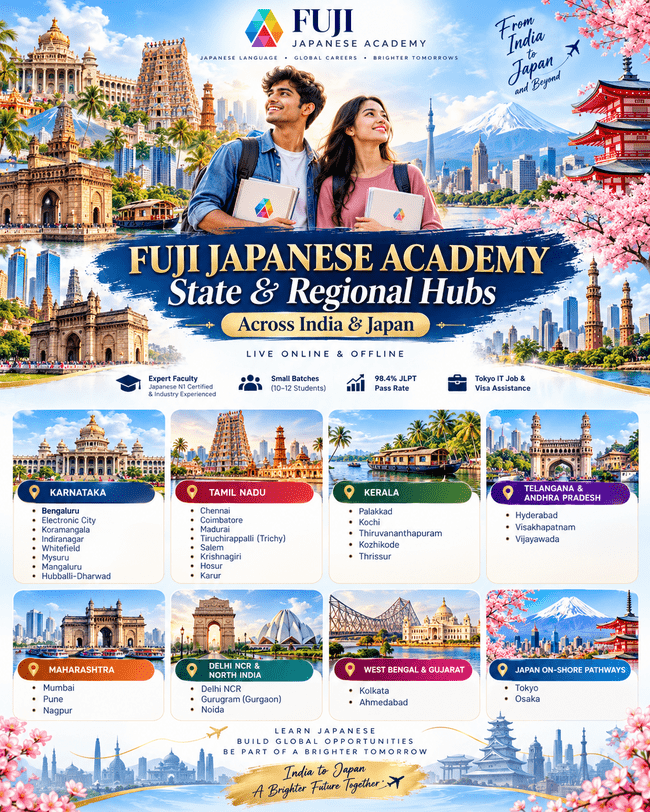 FUJI
JAPANESE ACADEMY
JAPANESE LANGUAGE • GLOBAL CAREERS • BRIGHTER TOMORROWS
From
India
to
Japan
and Beyond
FUJI JAPANESE ACADEMY
State & Regional Hubs
Across India & Japan
LIVE ONLINE & OFFLINE
Expert Faculty
Japanese N1 Certified
& Industry Experienced
Small Batches
(10–12 Students)
98.4% JLPT
Pass Rate
Tokyo IT Job &
Visa Assistance
KARNATAKA
• Bengaluru
• Electronic City
• Koramangala
• Indiranagar
• Whitefield
• Mysuru
• Mangaluru
• Hubballi-Dharwad
TAMIL NADU
• Chennai
• Coimbatore
• Madurai
• Tiruchirappalli (Trichy)
• Salem
• Krishnagiri
• Hosur
• Karur
KERALA
• Palakkad
• Kochi
• Thiruvananthapuram
• Kozhikode
• Thrissur
TELANGANA &
ANDHRA PRADESH
• Hyderabad
• Visakhapatnam
• Vijayawada
MAHARASHTRA
• Mumbai
• Pune
• Nagpur
DELHI NCR &
NORTH INDIA
• Delhi NCR
• Gurugram (Gurgaon)
• Noida
WEST BENGAL & GUJARAT
• Kolkata
• Ahmedabad
JAPAN ON-SHORE PATHWAYS
• Tokyo
• Osaka
LEARN JAPANESE
BUILD GLOBAL OPPORTUNITIES
BE PART OF A BRIGHTER TOMORROW
India to Japan
A Brighter Future Together.